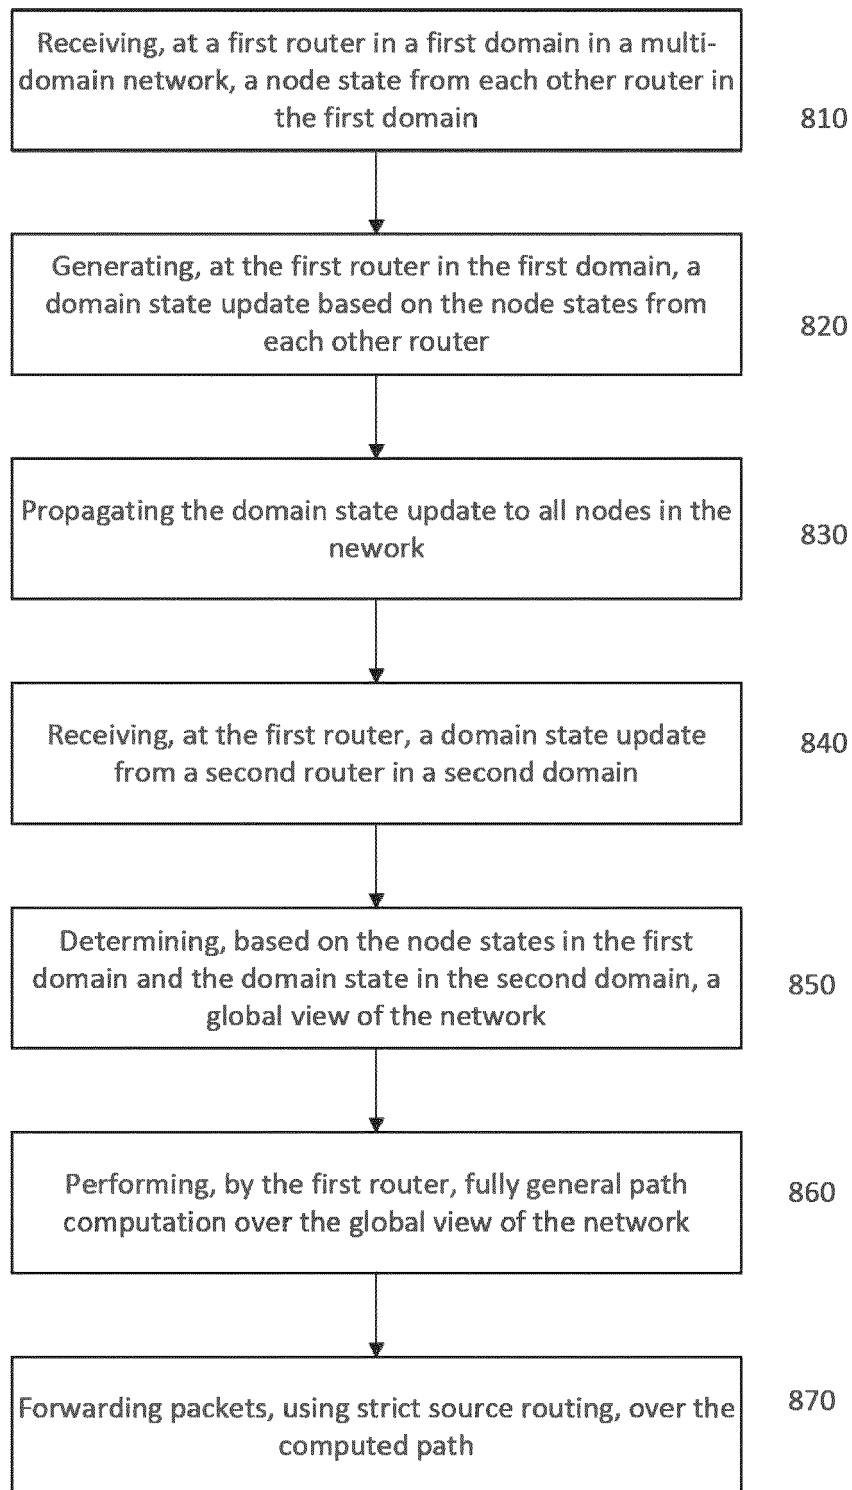 Receiving, at a first router in a first domain in a multi-
domain network, a node state from each other router in
the first domain
810
Generating, at the first router in the first domain, a
domain state update based on the node states from
each other router
820
Propagating the domain state update to all nodes in the
nework
830
Receiving, at the first router, a domain state update
from a second router in a second domain
840
Determining, based on the node states in the first
domain and the domain state in the second domain, a
global view of the network
850
Performing, by the first router, fully general path
computation over the global view of the network
860
Forwarding packets, using strict source routing, over the
computed path
870